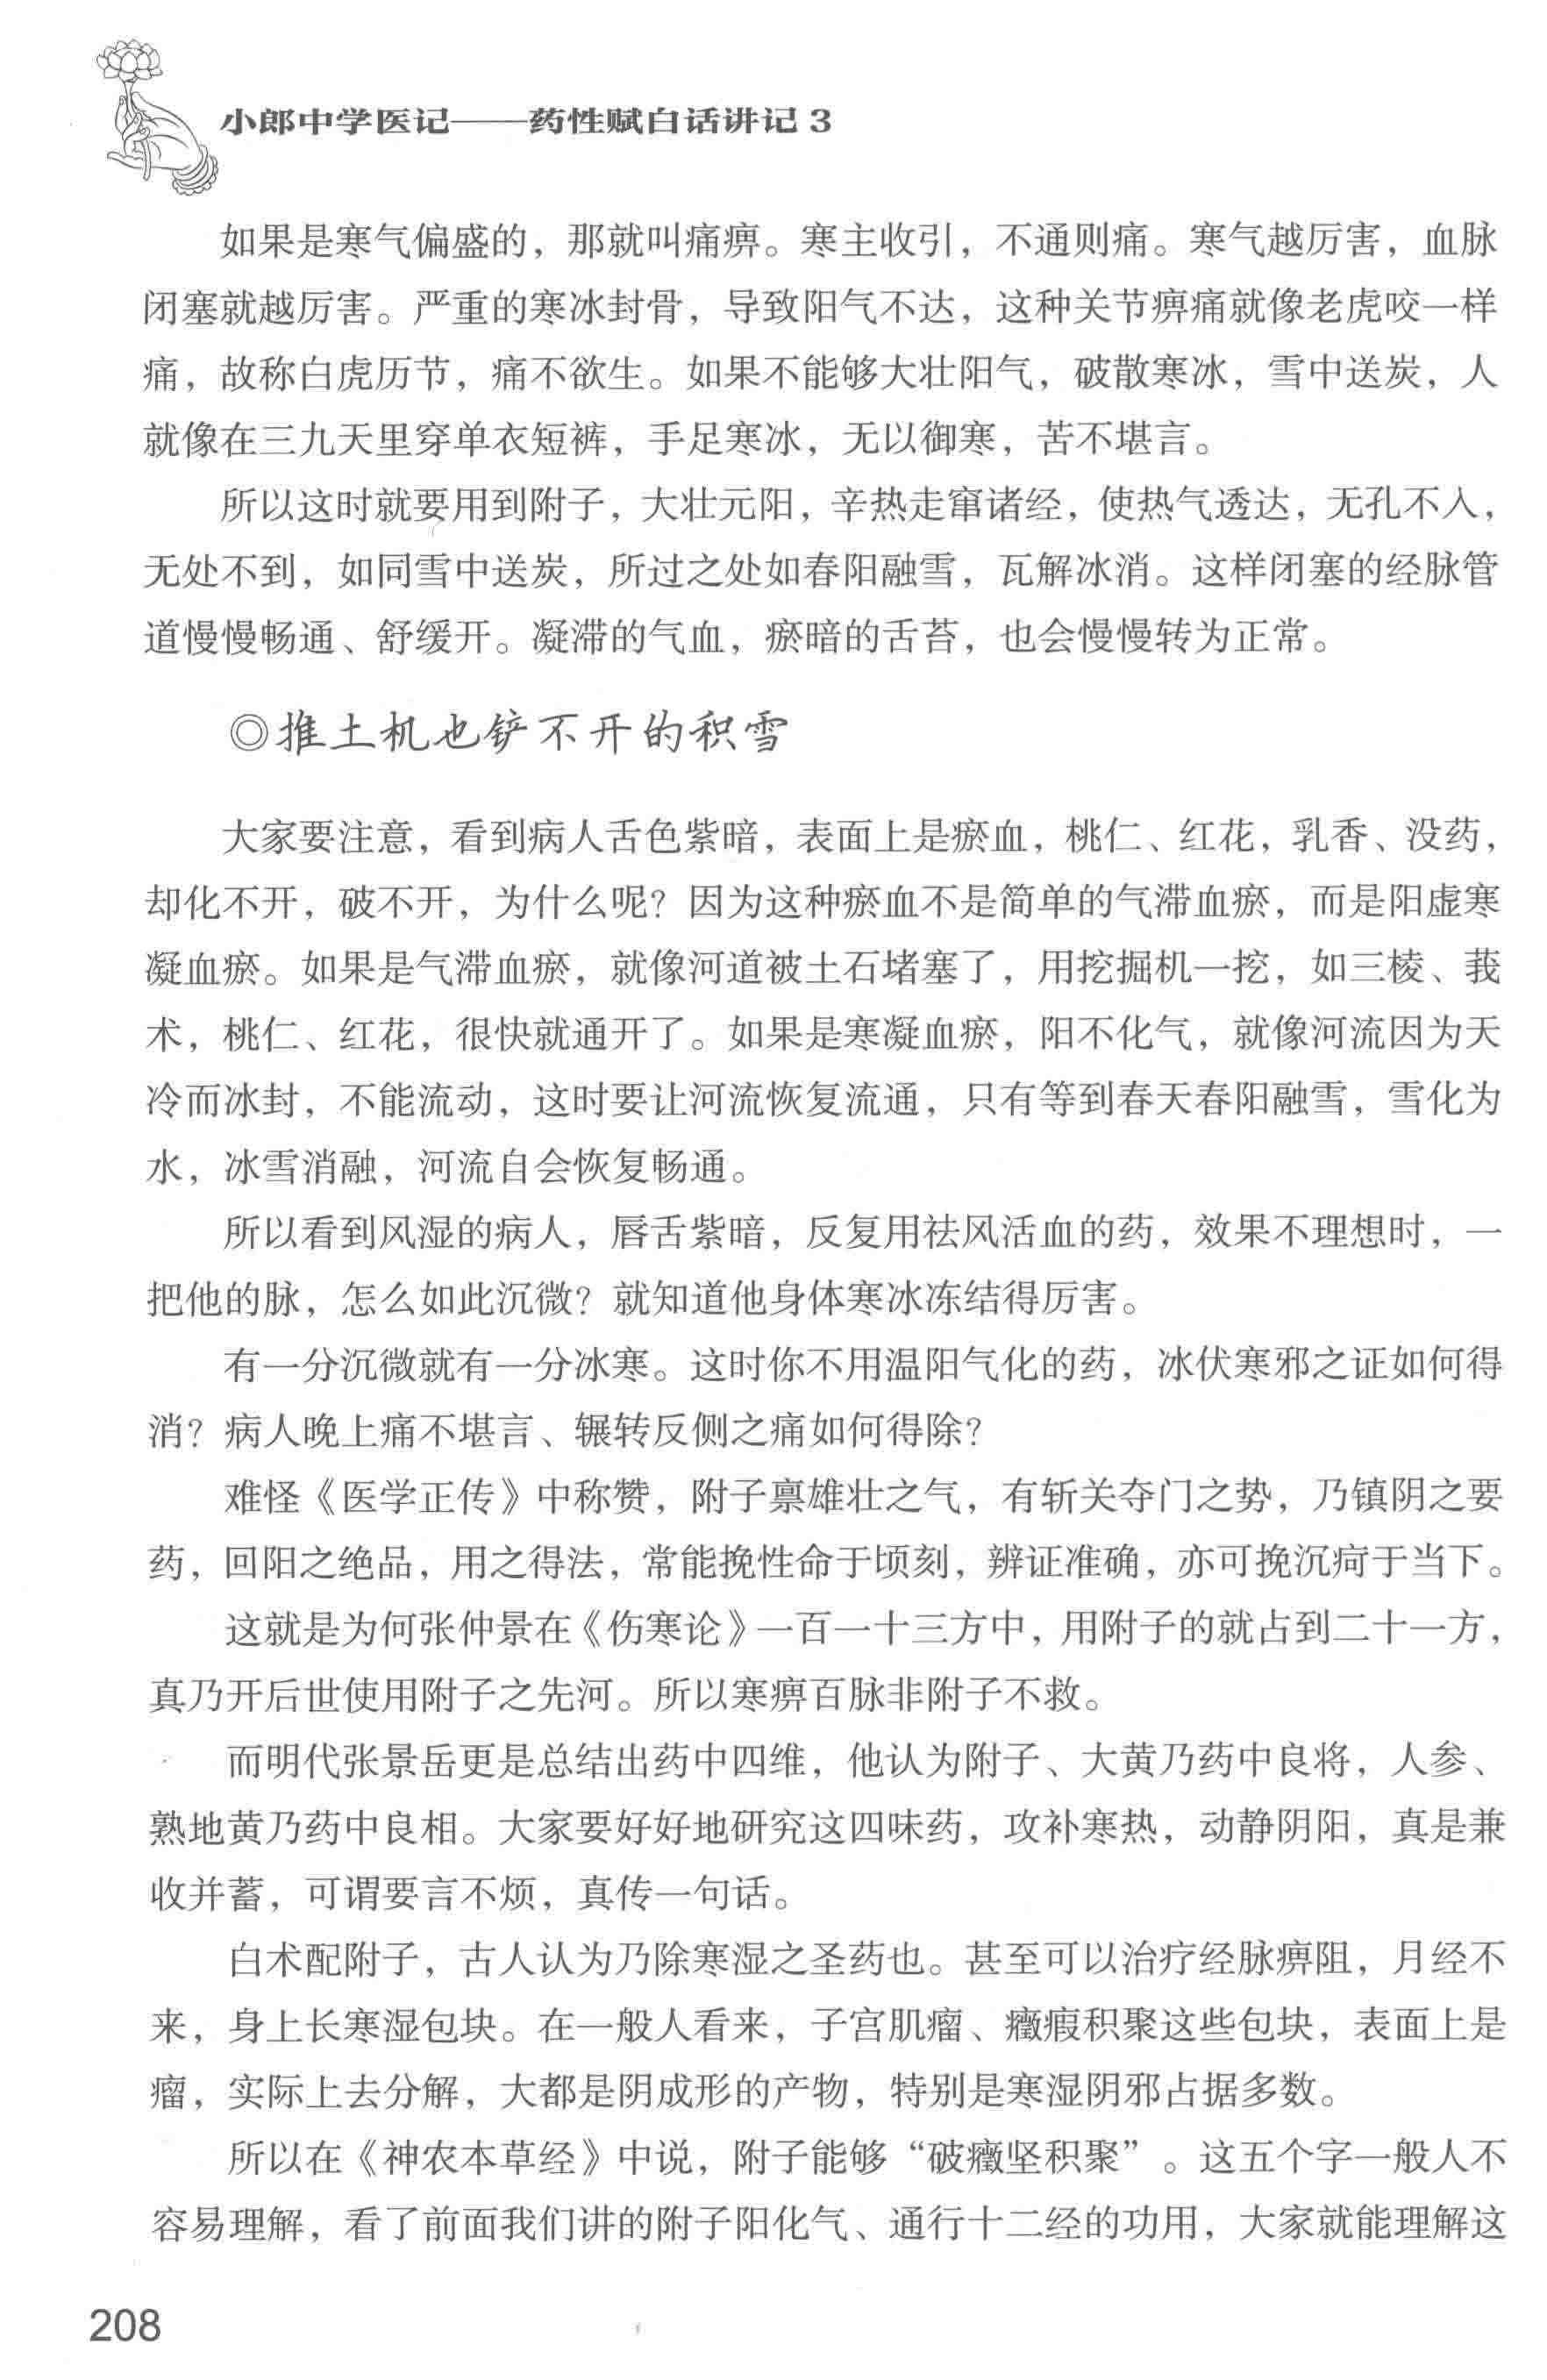 小郎中学医记——药性赋白话讲记 3
如果是寒气偏盛的，那就叫痛痹。寒主收引，不通则痛。寒气越厉害，血脉
闭塞就越厉害。严重的寒冰封骨，导致阳气不达，这种关节痹痛就像老虎咬一样
痛，故称白虎历节，痛不欲生。如果不能够大壮阳气，破散寒冰，雪中送炭，人
就像在三九天里穿单衣短裤，手足寒冰，无以御寒，苦不堪言。
所以这时就要用到附子，大壮元阳，辛热走窜诸经，使热气透达，无孔不入，
无处不到，如同雪中送炭，所过之处如春阳融雪，瓦解冰消。这样闭塞的经脉管
道慢慢畅通、舒缓开。凝滞的气血，瘀暗的舌苔，也会慢慢转为正常。
◎推土机也铲不开的积雪
大家要注意，看到病人舌色紫暗，表面上是瘀血，桃仁、红花，乳香、没药，
却化不开，破不开，为什么呢？因为这种瘀血不是简单的气滞血瘀，而是阳虚寒
凝血瘀。如果是气滞血瘀，就像河道被土石堵塞了，用挖掘机一挖，如三棱、莪
术，桃仁、红花，很快就通开了。如果是寒凝血瘀，阳不化气，就像河流因为天
冷而冰封，不能流动，这时要让河流恢复流通，只有等到春天春阳融雪，雪化为
水，冰雪消融，河流自会恢复畅通。
所以看到风湿的病人，唇舌紫暗，反复用祛风活血的药，效果不理想时，一
把他的脉，怎么如此沉微？就知道他身体寒冰冻结得厉害。
有一分沉微就有一分冰寒。这时你不用温阳气化的药，冰伏寒邪之证如何得
消？病人晚上痛不堪言、辗转反侧之痛如何得除？
难怪《医学正传》中称赞，附子禀雄壮之气，有斩关夺门之势，乃镇阴之要
药，回阳之绝品，用之得法，常能挽性命于顷刻，辨证准确，亦可挽沉疴于当下。
这就是为何张仲景在《伤寒论》一百一十三方中，用附子的就占到二十一方，
真乃开后世使用附子之先河。所以寒痹百脉非附子不救。
而明代张景岳更是总结出药中四维，他认为附子、大黄乃药中良将，人参、
熟地黄乃药中良相。大家要好好地研究这四味药，攻补寒热，动静阴阳，真是兼
收并蓄，可谓要言不烦，真传一句话。
白术配附子，古人认为乃除寒湿之圣药也。甚至可以治疗经脉痹阻，月经不
来，身上长寒湿包块。在一般人看来，子宫肌瘤、癥瘕积聚这些包块，表面上是
瘤，实际上去分解，大都是阴成形的产物，特别是寒湿阴邪占据多数。
所以在《神农本草经》中说，附子能够“破癥坚积聚”。这五个字一般人不
容易理解，看了前面我们讲的附子阳化气、通行十二经的功用，大家就能理解这
208